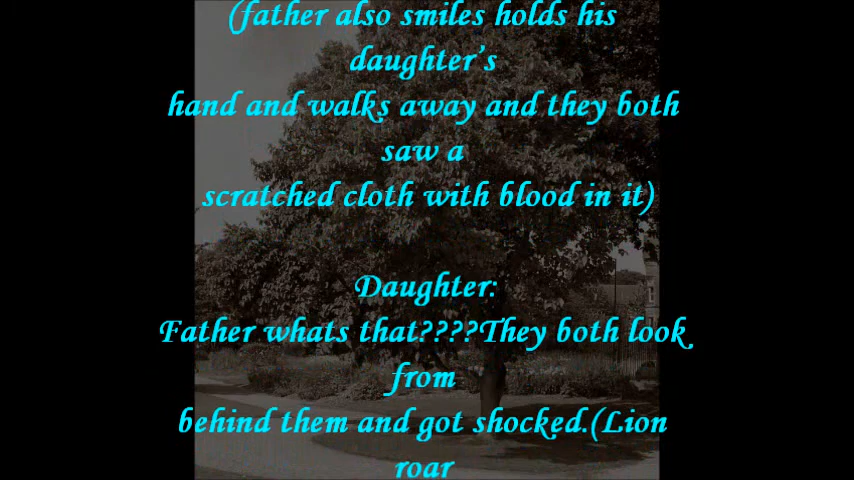 (father also smiles holds his
daughter’s
hand and walks away and they both
saw a
scratched cloth with blood in it)
Daughter:
Father whats that????They both look
from
behind them and got shocked.(Lion
roar